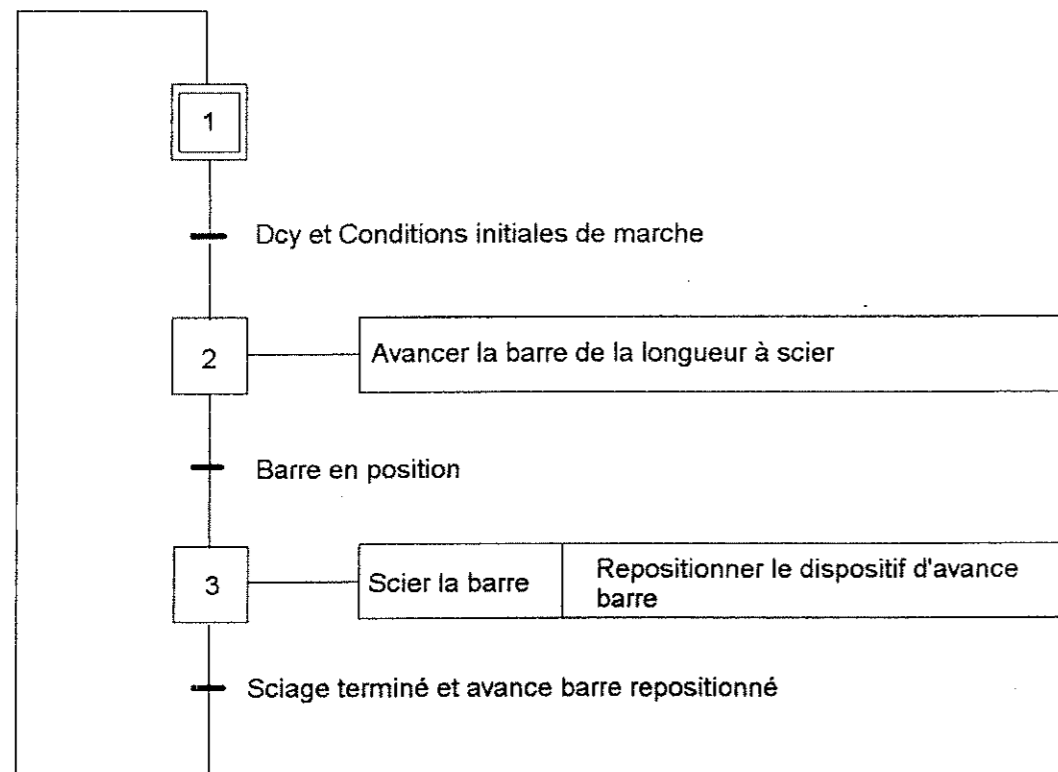 1
Dcy et Conditions initiales de marche
2
Avancer la barre de la longueur à scier
Barre en position
3
Scier la barre
Repositionner le dispositif d'avance
barre
Sciage terminé et avance barre repositionné